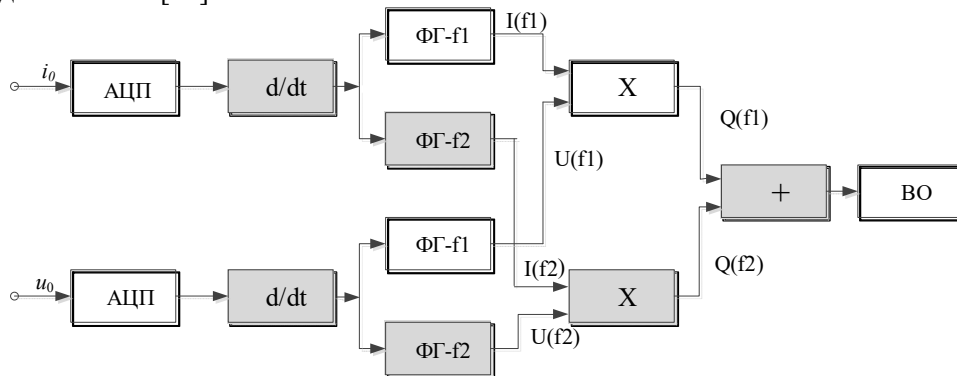 ФГ-f1
I(f1)
i0
АЦП
d/dt
X
Q(f1)
ФГ-f2
U(f1)
+
ВО
ФГ-f1
I(f2)
Q(f2)
u0
АЦП
d/dt
X
ФГ-f2
U(f2)